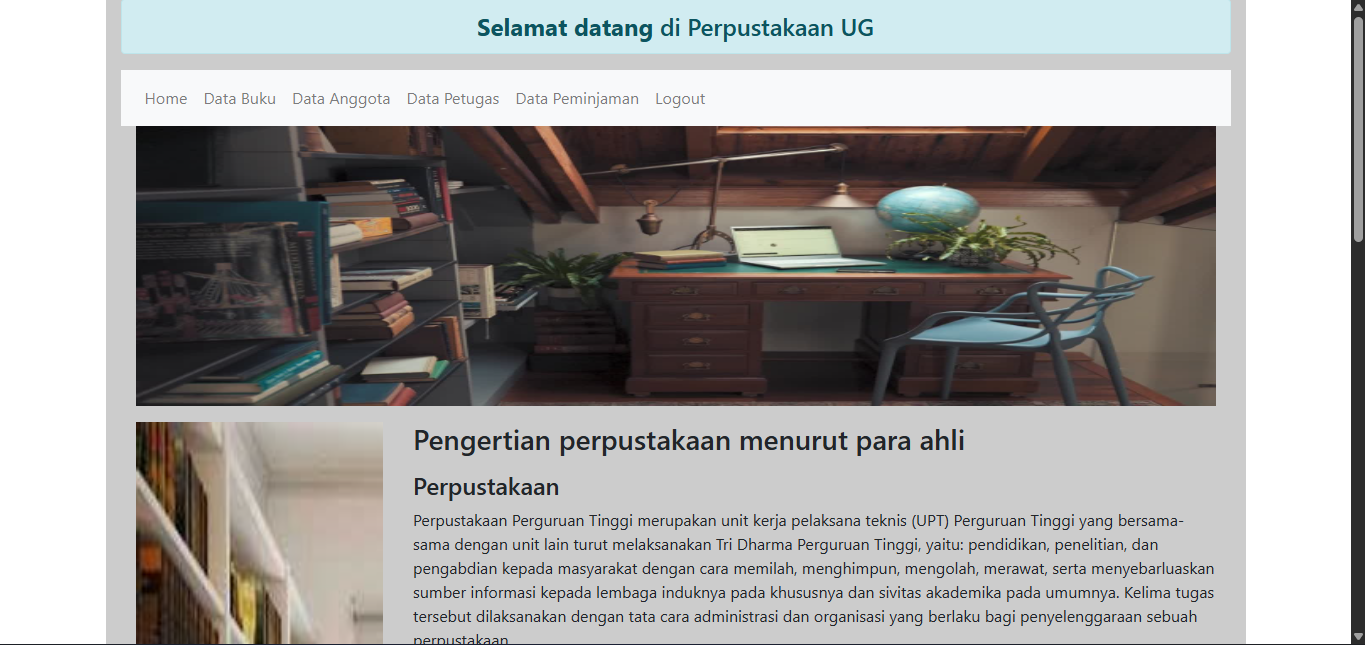 Selamat datang di Perpustakaan UG
Home Data Buku Data Anggota Data Petugas Data Peminjaman Logout
Pengertian perpustakaan menurut para ahli
Perpustakaan
Perpustakaan Perguruan Tinggi merupakan unit kerja pelaksana teknis (UPT) Perguruan Tinggi yang bersama-
sama dengan unit lain turut melaksanakan Tri Dharma Perguruan Tinggi, yaitu: pendidikan, penelitian, dan
pengabdian kepada masyarakat dengan cara memilah, menghimpun, mengolah, merawat, serta menyebarluaskan
sumber informasi kepada lembaga induknya pada khususnya dan sivitas akademika pada umumnya. Kelima tugas
tersebut dilaksanakan dengan tata cara administrasi dan organisasi yang berlaku bagi penyelenggaraan sebuah
perpustakaan.